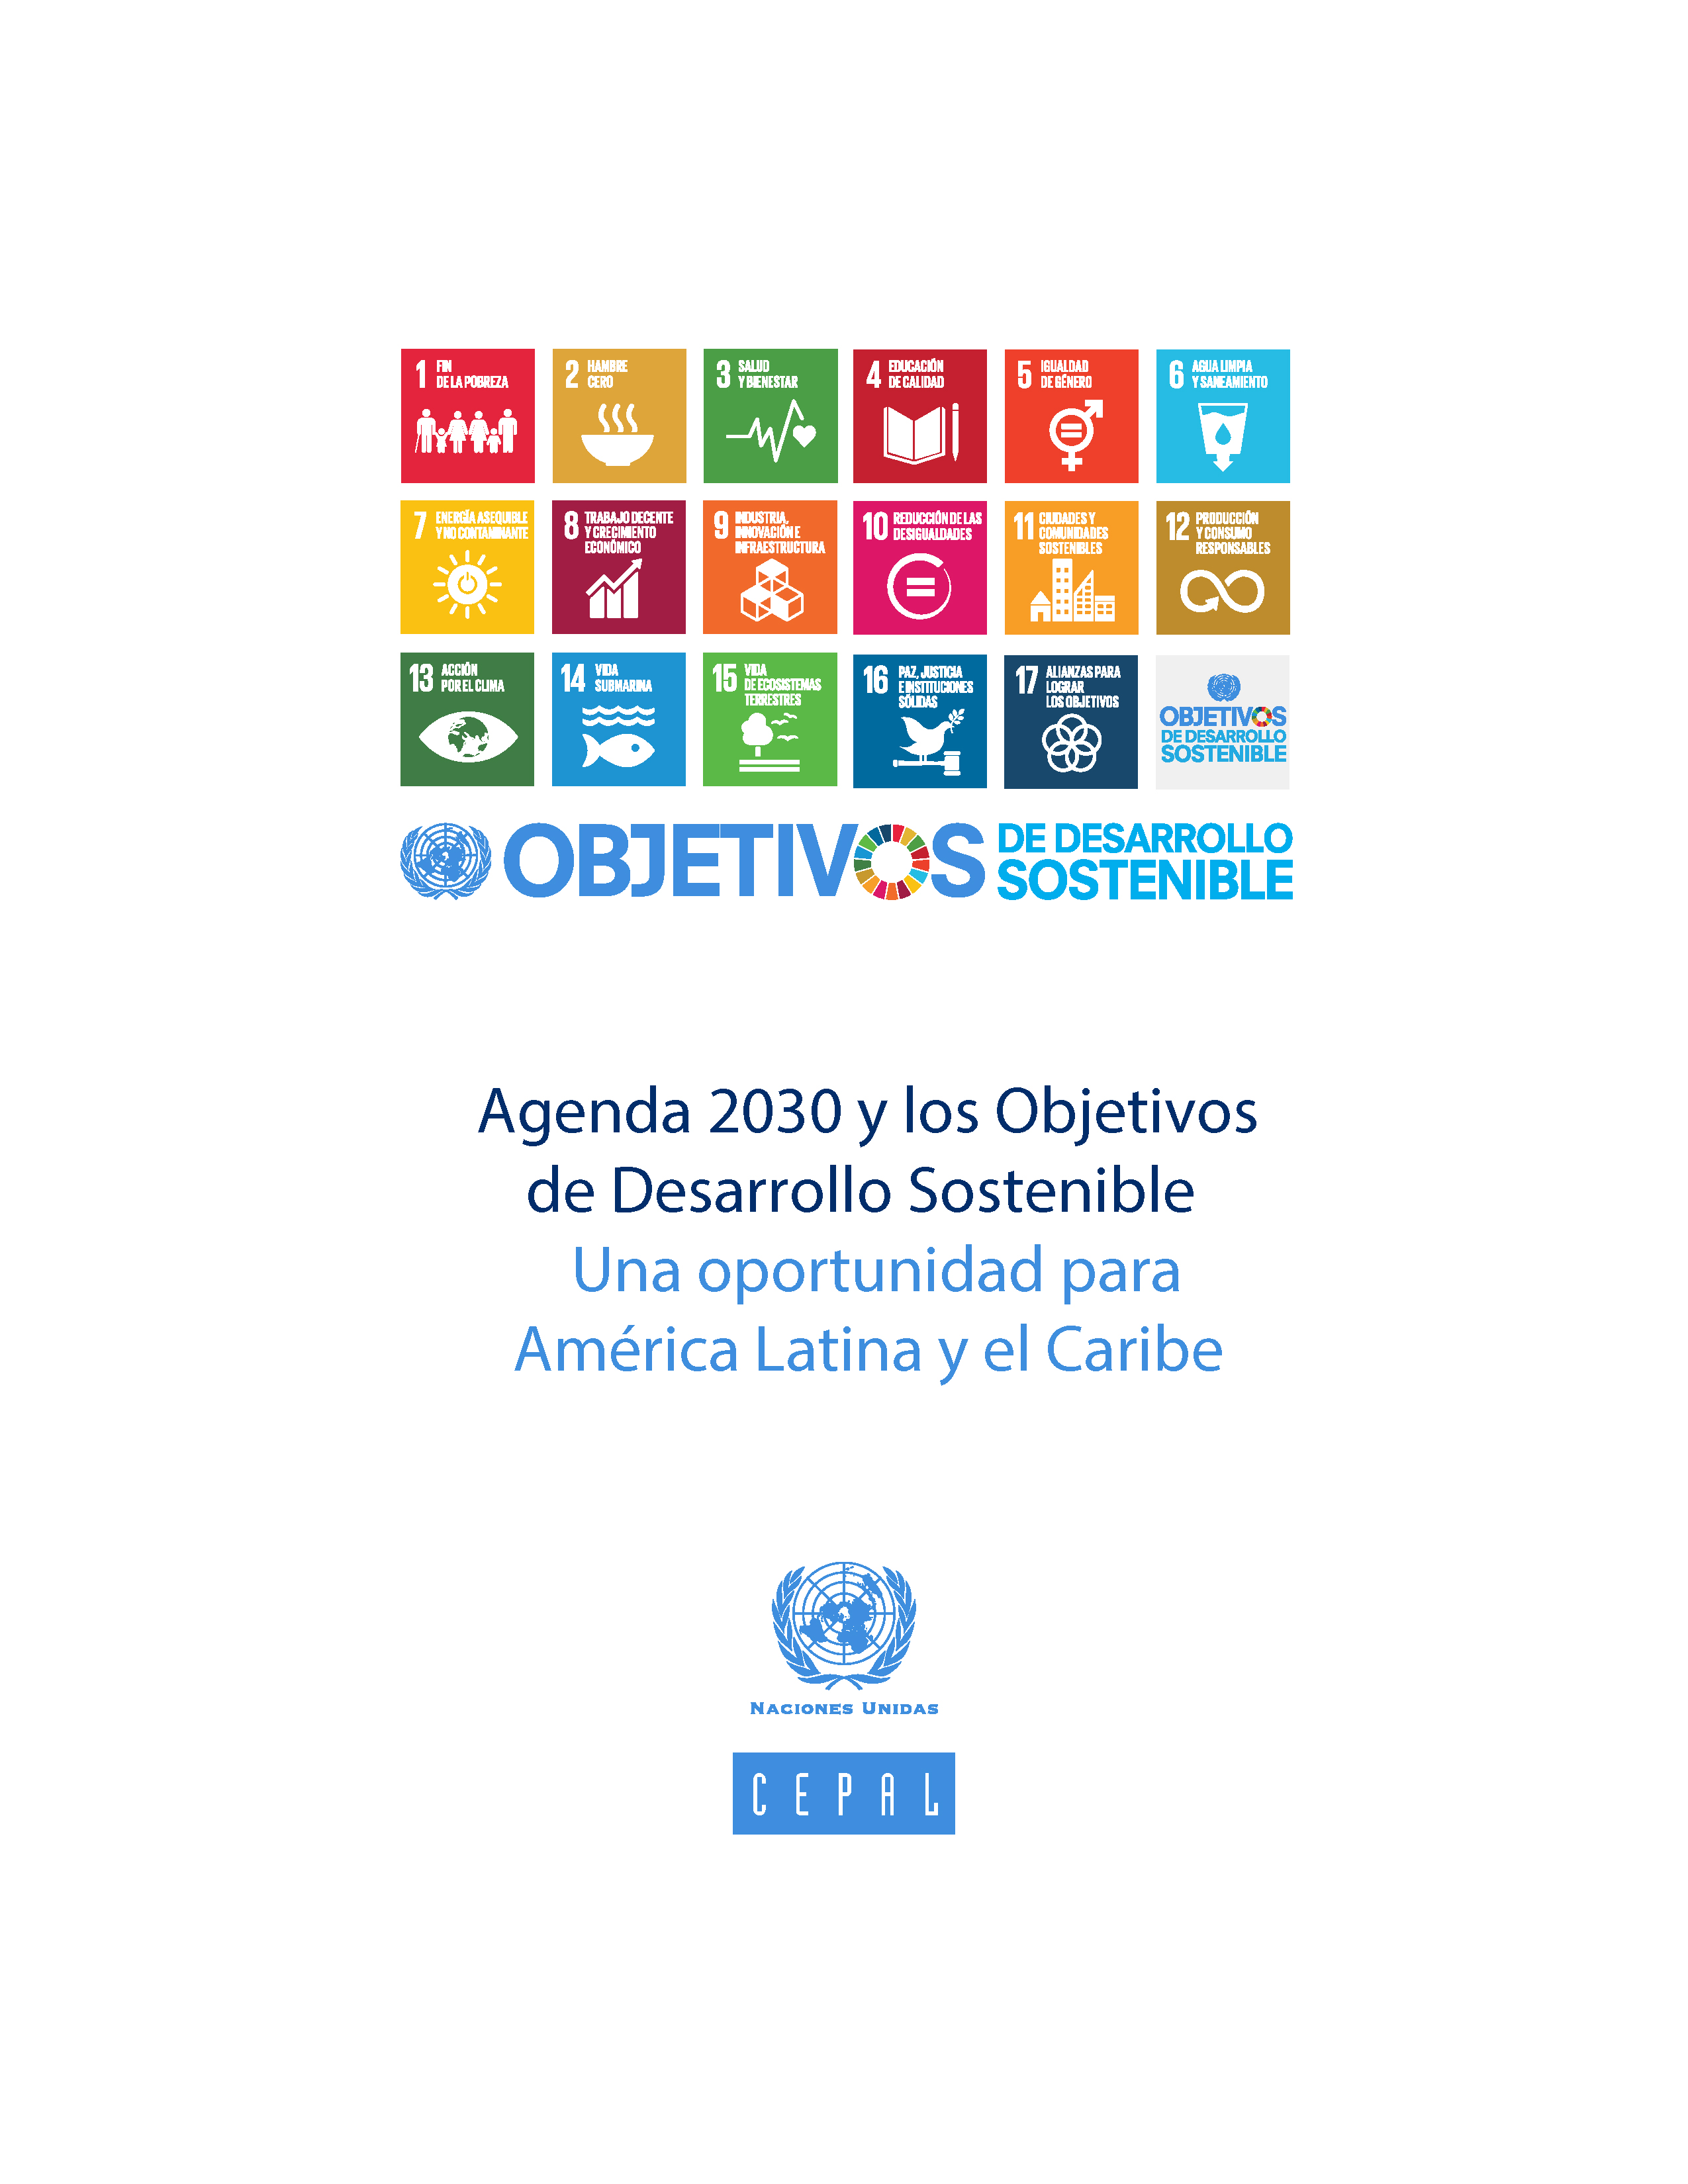 1 FIN
DE LA POBREZA
2 HAMBRE
CERO
3 SALUD
Y BIENESTAR
4 EDUCACIÓN
DE CALIDAD
5 IGUALDAD
DE GÉNERO
6 AGUA LIMPIA
Y SANEAMIENTO
7 ENERGÍA ASEQUIBLE
Y NO CONTAMINANTE
8 TRABAJO DECENTE
Y CRECIMIENTO
ECONÓMICO
9 INDUSTRIA,
INNOVACIÓN E
INFRAESTRUCTURA
10 REDUCCIÓN DE LAS
DESIGUALDADES
11 CIUDADES Y
COMUNIDADES
SOSTENIBLES
12 PRODUCCIÓN
Y CONSUMO
RESPONSABLES
13 ACCIÓN
POR EL CLIMA
14 VIDA
SUBMARINA
15 VIDA
DE ECOSISTEMAS
TERRESTRES
16 PAZ, JUSTICIA
E INSTITUCIONES
SÓLIDAS
17 ALIANZAS PARA
LOGRAR
LOS OBJETIVOS
OBJETIVOS
DE DESARROLLO
SOSTENIBLE
OBJETIVOS DE DESARROLLO
SOSTENIBLE
Agenda 2030 y los Objetivos
de Desarrollo Sostenible
Una oportunidad para
América Latina y el Caribe
NACIONES UNIDAS
CEPAL